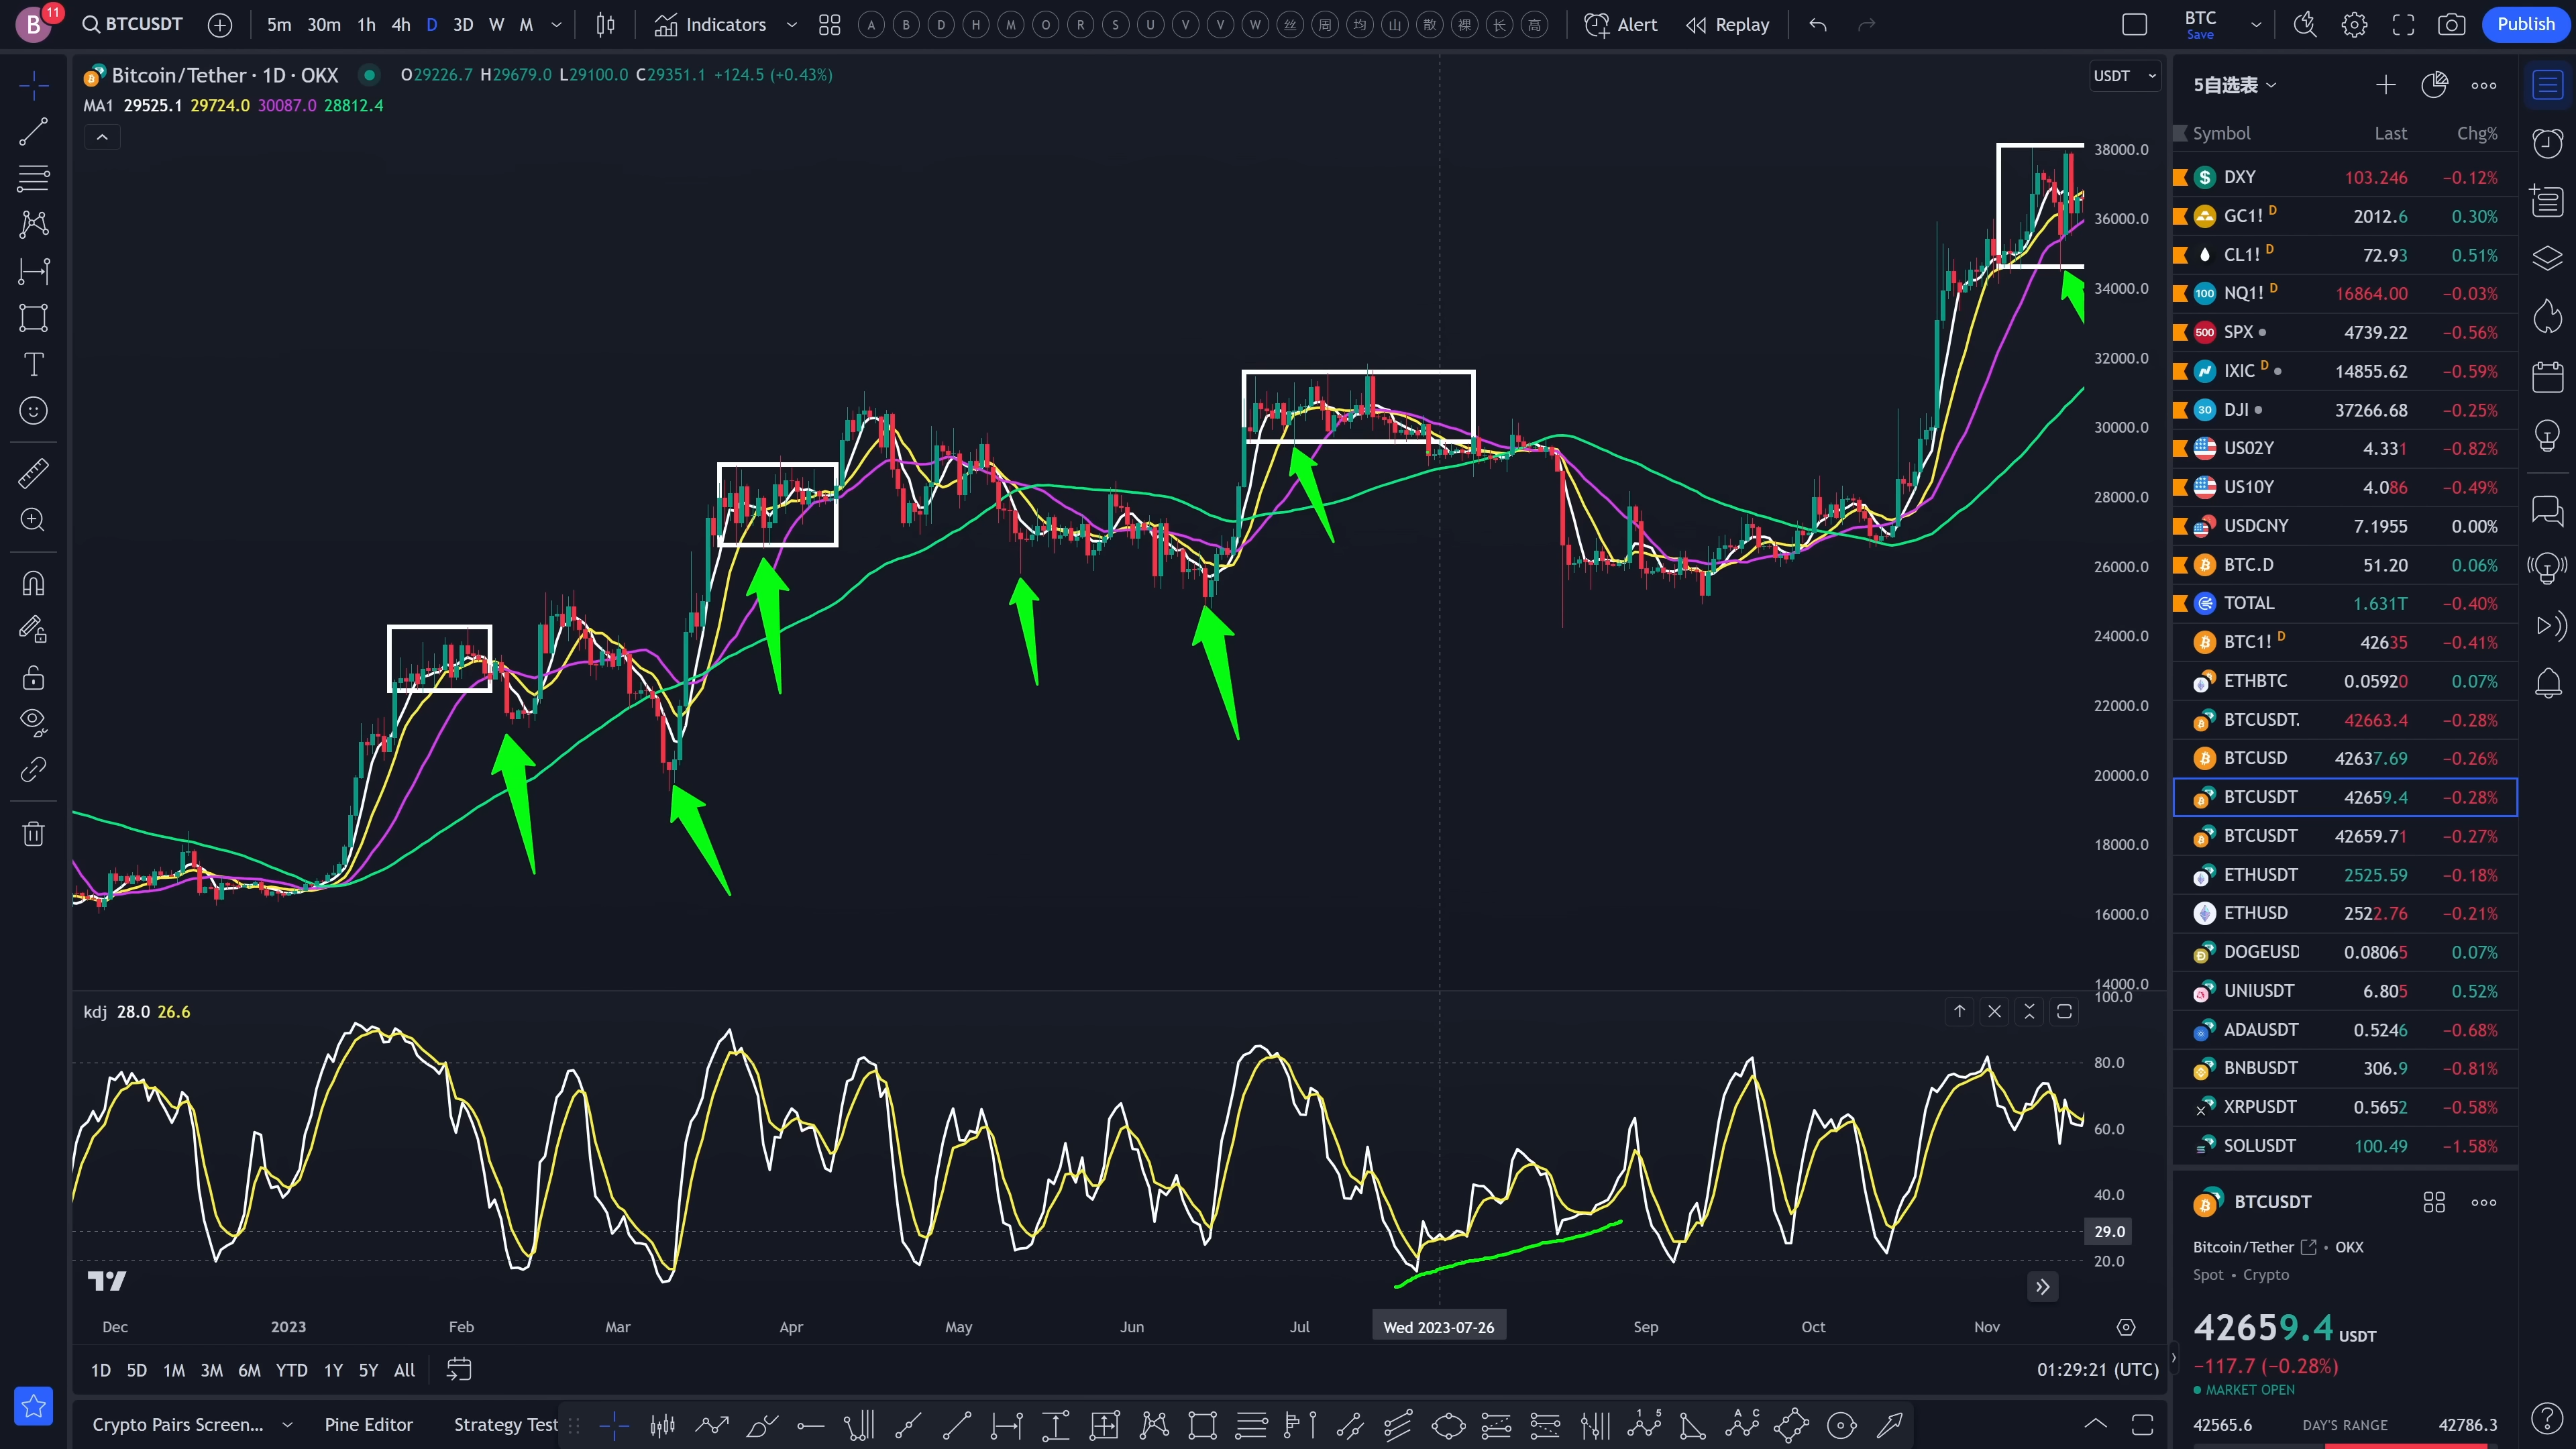 B 11 BTCUSDT 5m 30m 1h 4h D 3D W M Indicators A B D H M O R S U V V W 丝 周 均 山 散 裸 长 高 Alert Replay BTC Save Publish
Bitcoin/Tether · 1D · OKX O29226.7 H29679.0 L29100.0 C29351.1 +124.5 (+0.43%)
MA1 29525.1 29724.0 30087.0 28812.4
USDT
38000.0
36000.0
34000.0
32000.0
30000.0
28000.0
26000.0
24000.0
22000.0
20000.0
18000.0
16000.0
14000.0
kdj 28.0 26.6
100.0
80.0
60.0
40.0
29.0
20.0
Dec 2023 Feb Mar Apr May Jun Jul Wed 2023-07-26 Sep Oct Nov
1D 5D 1M 3M 6M YTD 1Y 5Y All 01:29:21 (UTC)
Crypto Pairs Screen... Pine Editor Strategy Test
5自选表
Symbol Last Chg%
$ DXY 103.246 −0.12%
GC1! D 2012.6 0.30%
CL1! D 72.93 0.51%
100 NQ1! D 16864.00 −0.03%
500 SPX 4739.22 −0.56%
IXIC D 14855.62 −0.59%
30 DJI 37266.68 −0.25%
US02Y 4.331 −0.82%
US10Y 4.086 −0.49%
USDCNY 7.1955 0.00%
BTC.D 51.20 0.06%
TOTAL 1.631T −0.40%
BTC1! D 42635 −0.41%
ETHBTC 0.05920 0.07%
BTCUSDT. 42663.4 −0.28%
BTCUSD 42637.69 −0.26%
BTCUSDT 42659.4 −0.28%
BTCUSDT 42659.71 −0.27%
ETHUSDT 2525.59 −0.18%
ETHUSD 2522.76 −0.21%
DOGEUSD 0.08065 0.07%
UNIUSDT 6.805 0.52%
ADAUSDT 0.5246 −0.68%
BNBUSDT 306.9 −0.81%
XRPUSDT 0.5652 −0.58%
SOLUSDT 100.49 −1.58%
BTCUSDT
Bitcoin/Tether • OKX
Spot • Crypto
42659.4 USDT
−117.7 (−0.28%)
MARKET OPEN
42565.6 DAY'S RANGE 42786.3